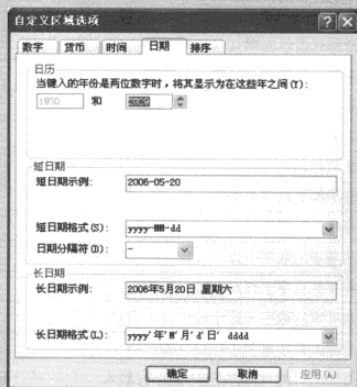 自定义区域选项
数字 货币 时间 日期 排序
日历
当键入的年份是两位数字时，将其显示为在这些年之间(Y)：
1930 和
短日期
短日期示例： 2006-05-20
短日期格式(S)： yyyy-MM-dd
日期分隔符(D)： -
长日期
长日期示例： 2006年5月20日 星期六
长日期格式(L)： yyyy'年'M'月'd'日' dddd
确定 取消 应用(A)